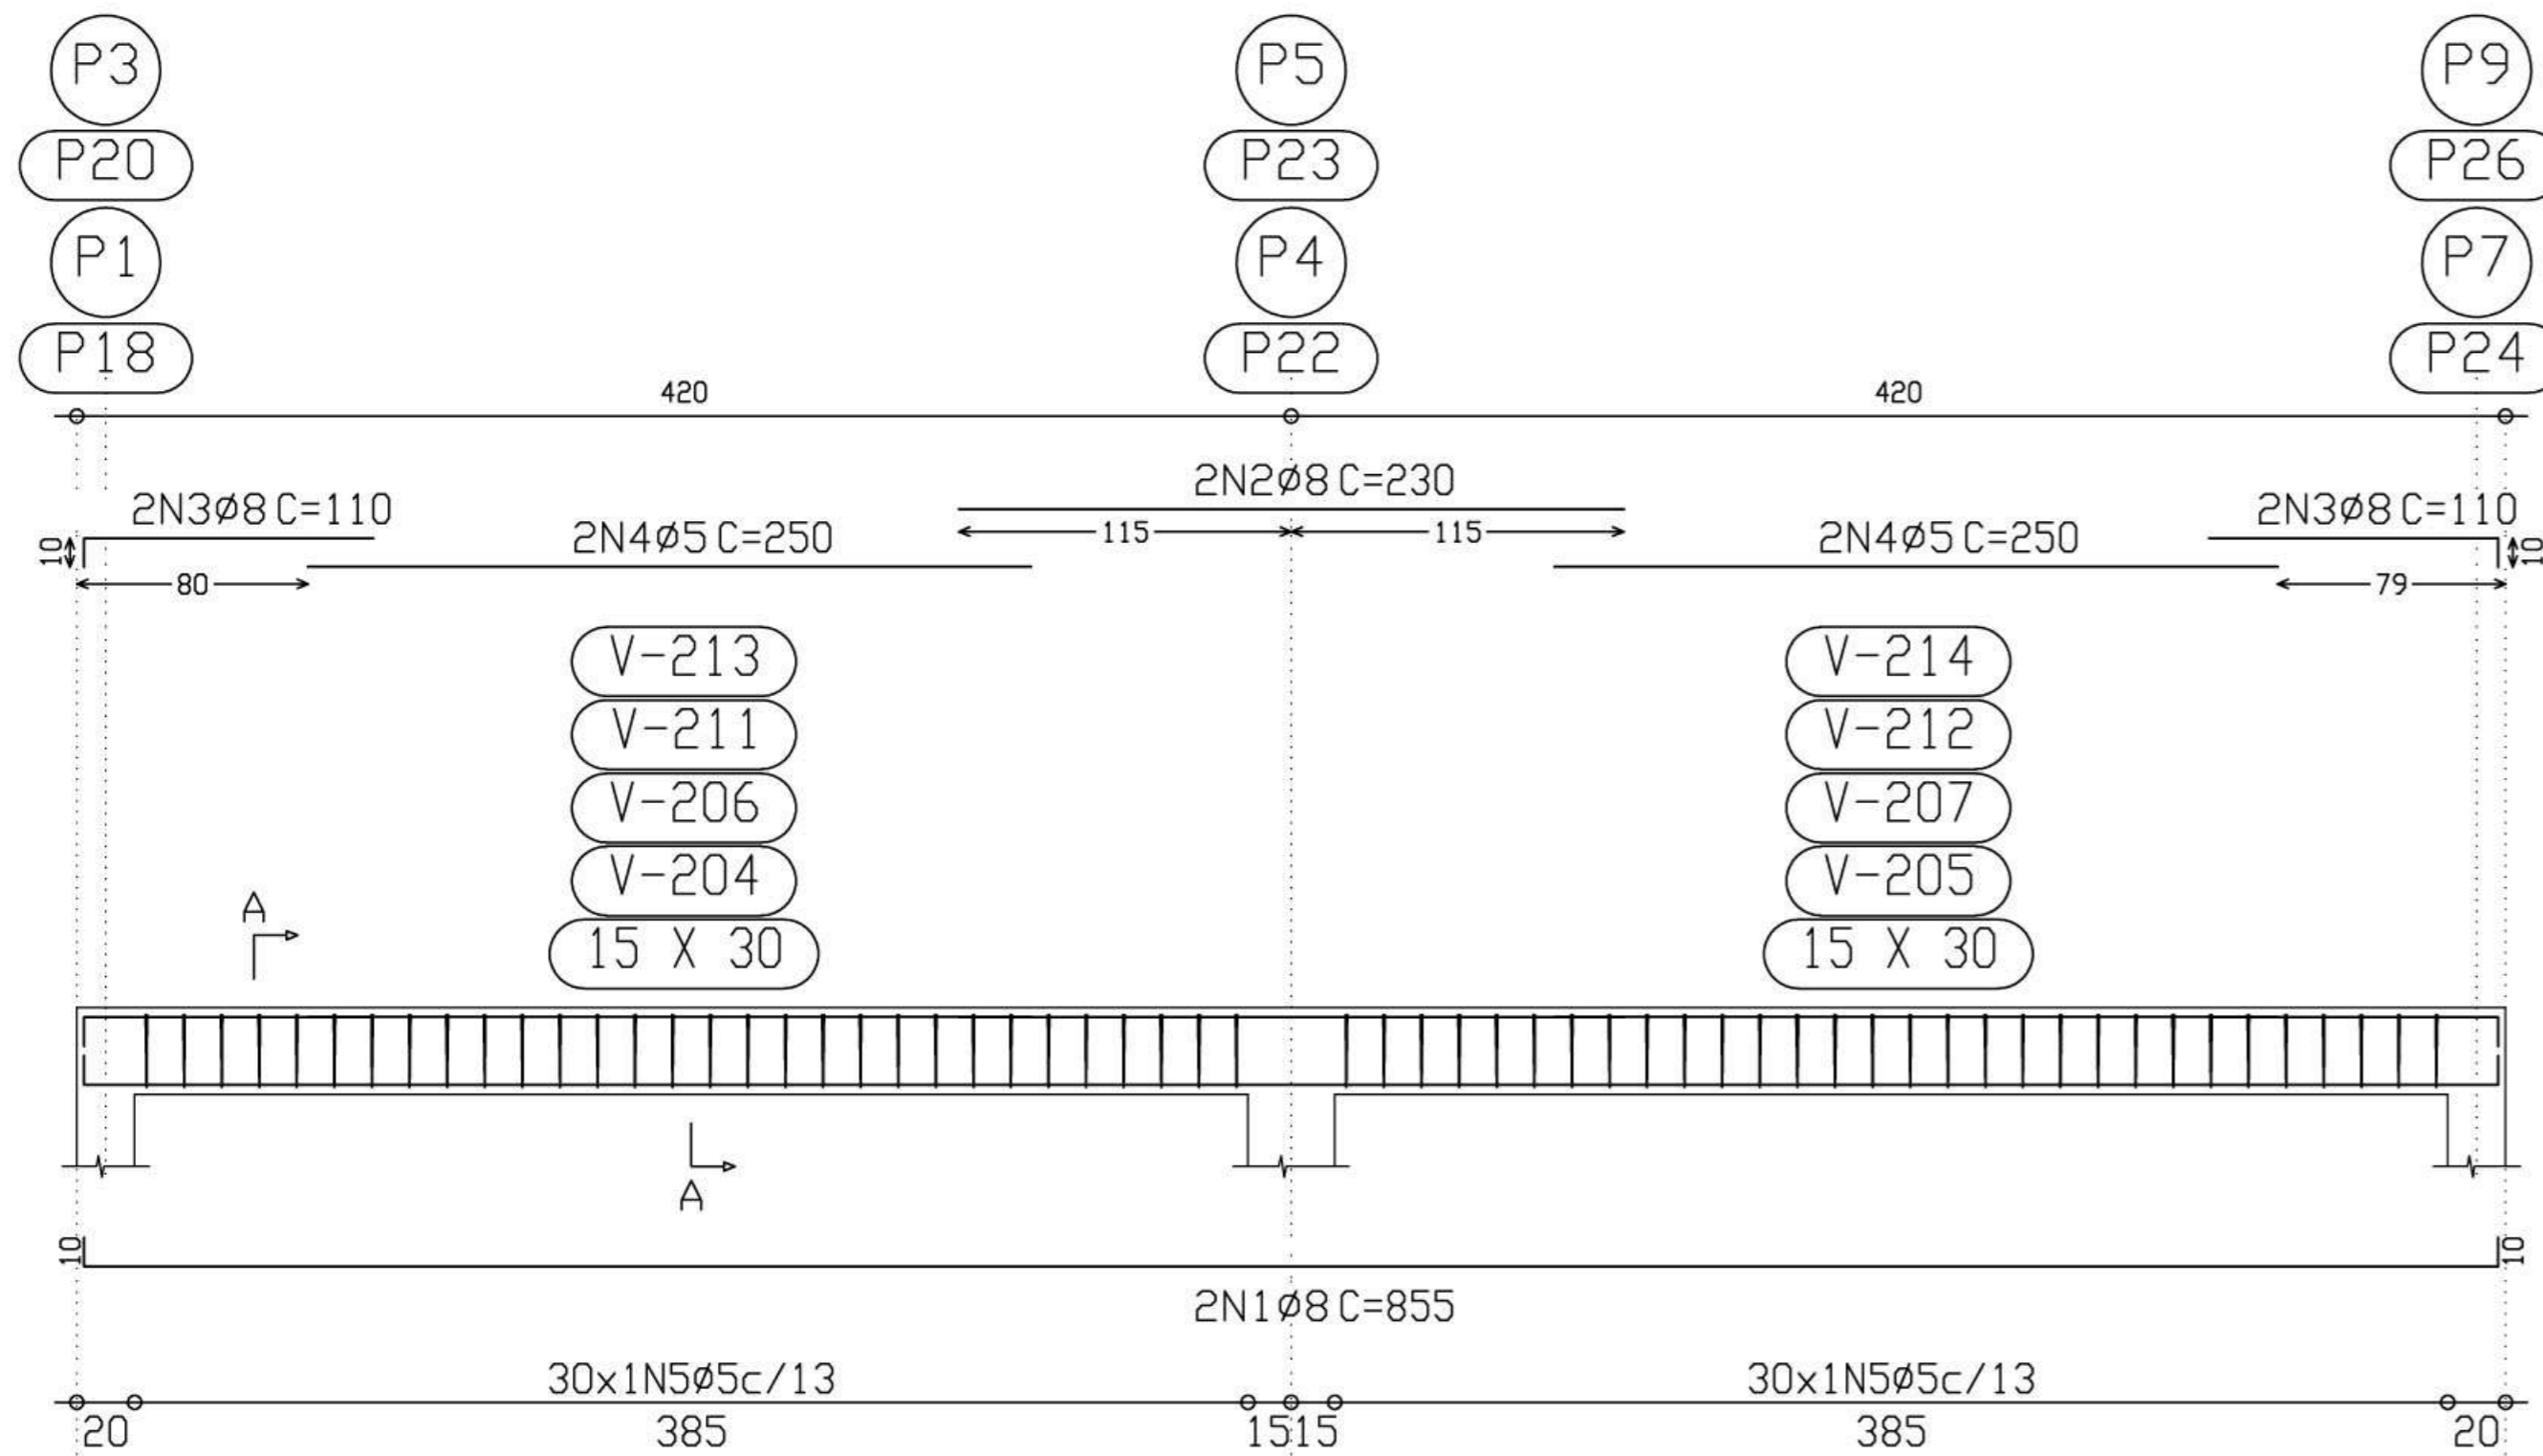 P3 P5 P9
P20 P23 P26
P1 P4 P7
P18 P22 P24
420 420
2N2ø8 C=230
2N3ø8 C=110 2N3ø8 C=110
115 115
2N4ø5 C=250 2N4ø5 C=250
10 10
80 79
V-213 V-214
V-211 V-212
V-206 V-207
V-204 V-205
A
15 X 30 15 X 30
A
10 10
2N1ø8 C=855
30x1N5ø5c/13 30x1N5ø5c/13
20 385 1515 385 20